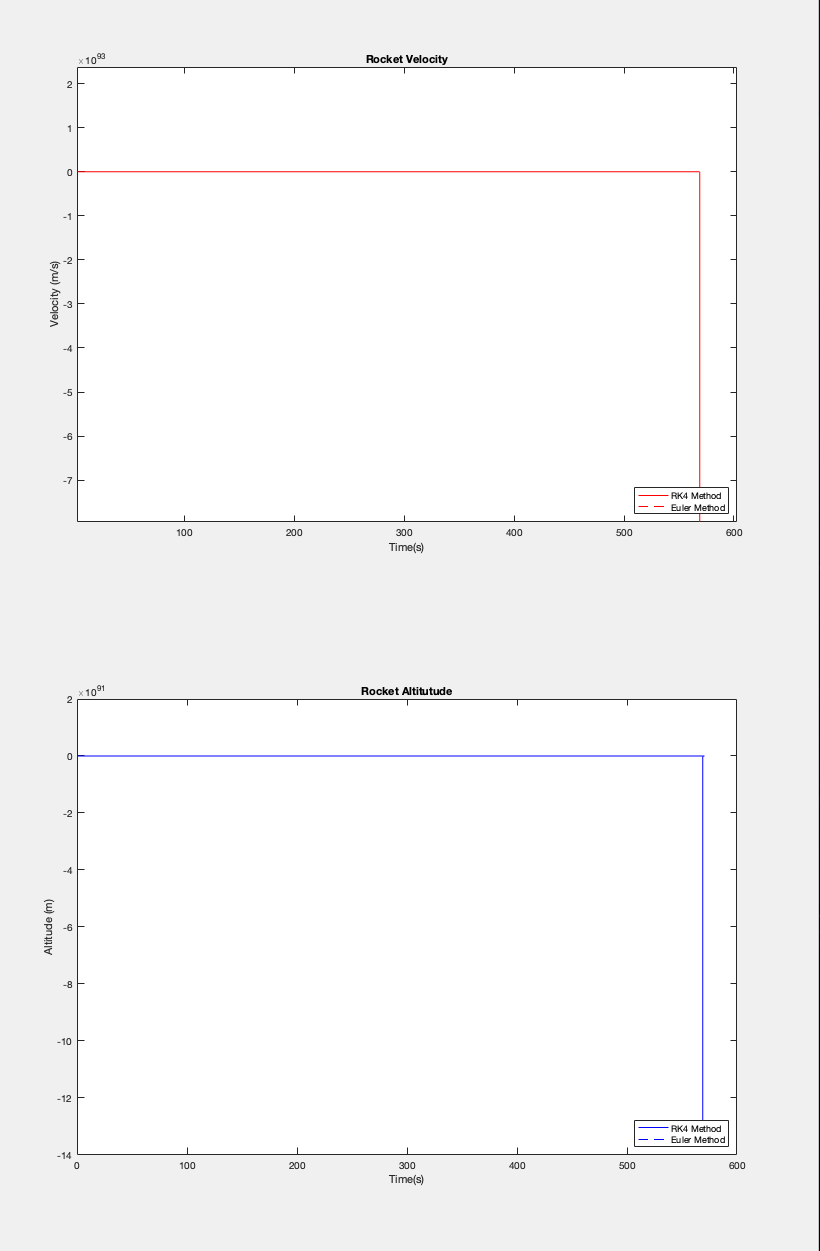 ×10^93
Rocket Velocity
2
1
0
-1
-2
-3
-4
-5
-6
-7
Velocity (m/s)
RK4 Method
Euler Method
100 200 300 400 500 600
Time(s)
×10^91
Rocket Altitutude
2
0
-2
-4
-6
-8
-10
-12
-14
Altitude (m)
RK4 Method
Euler Method
0 100 200 300 400 500 600
Time(s)